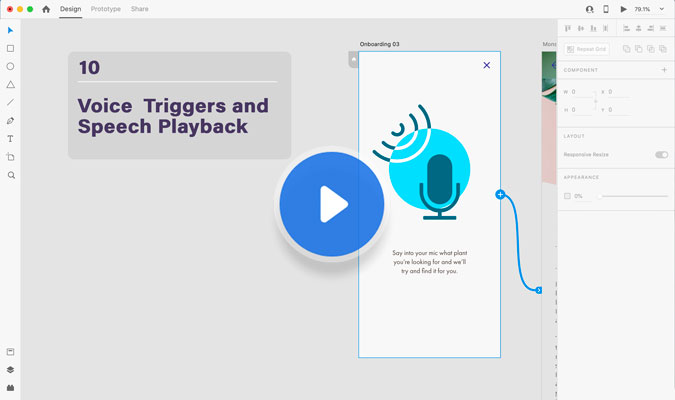 Design Prototype Share
79.1%
Onboarding 03
10
Voice Triggers and
Speech Playback
Say into your mic what plant
you're looking for and we'll
try and find it for you.
Repeat Grid
COMPONENT
W 0 X 0
H 0 Y 0
LAYOUT
Responsive Resize
APPEARANCE
0%